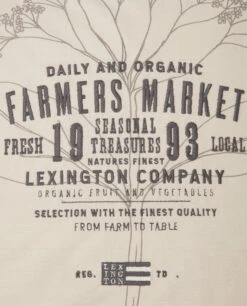 DAILY AND ORGANIC
FARMERS MARKET
SEASONAL
FRESH 19 TREASURES 93 LOCAL
NATURES FINEST
LEXINGTON COMPANY
ORGANIC FRUIT AND VEGETABLES
SELECTION WITH THE FINEST QUALITY
FROM FARM TO TABLE
REG. LEX ING TON TD.